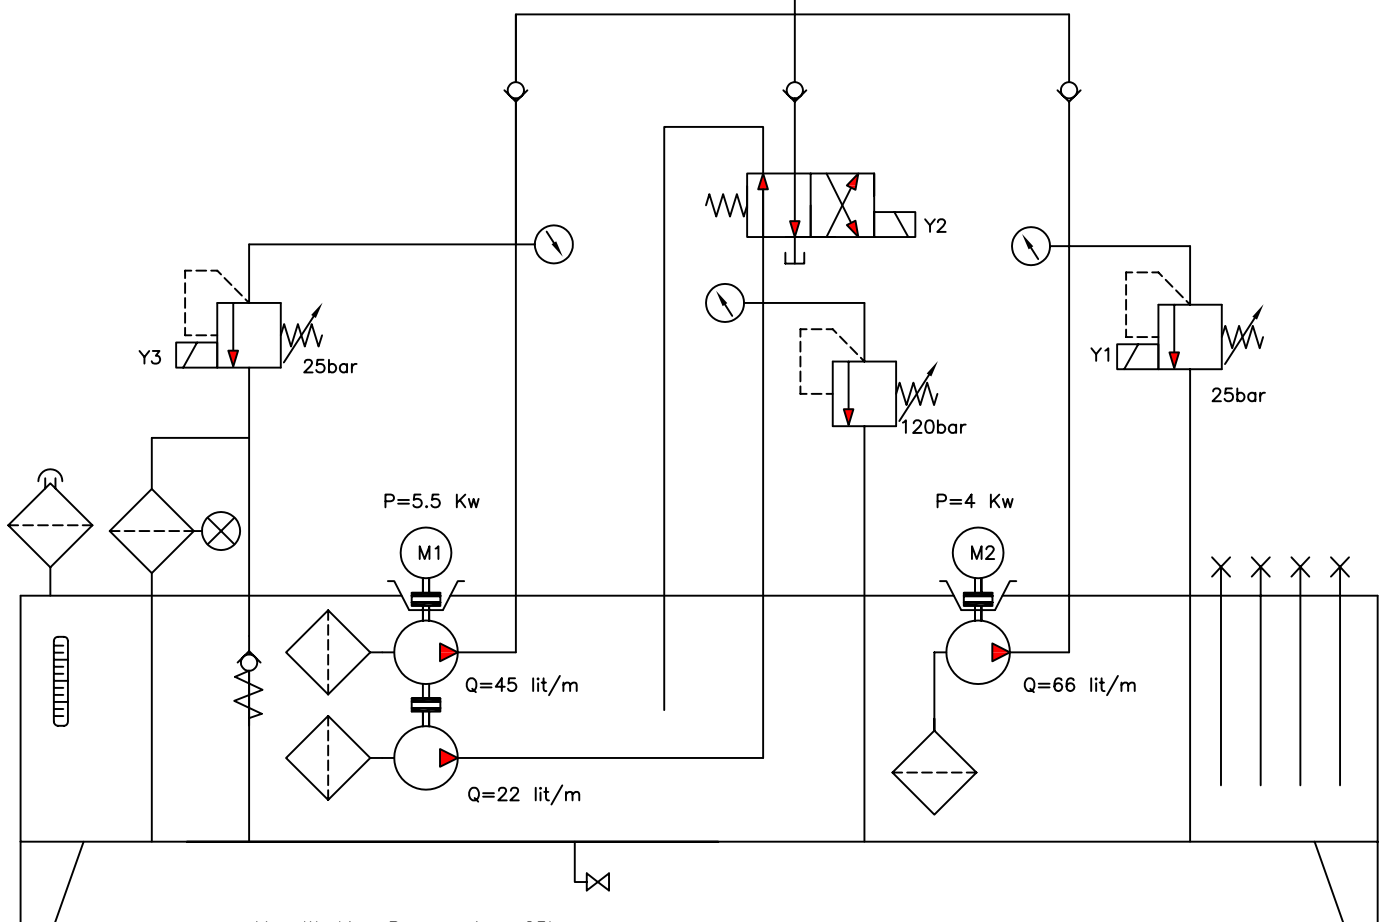 Y2
Y3
25bar
Y1
25bar
120bar
P=5.5 Kw
P=4 Kw
M1
M2
Q=45 lit/m
Q=66 lit/m
Q=22 lit/m